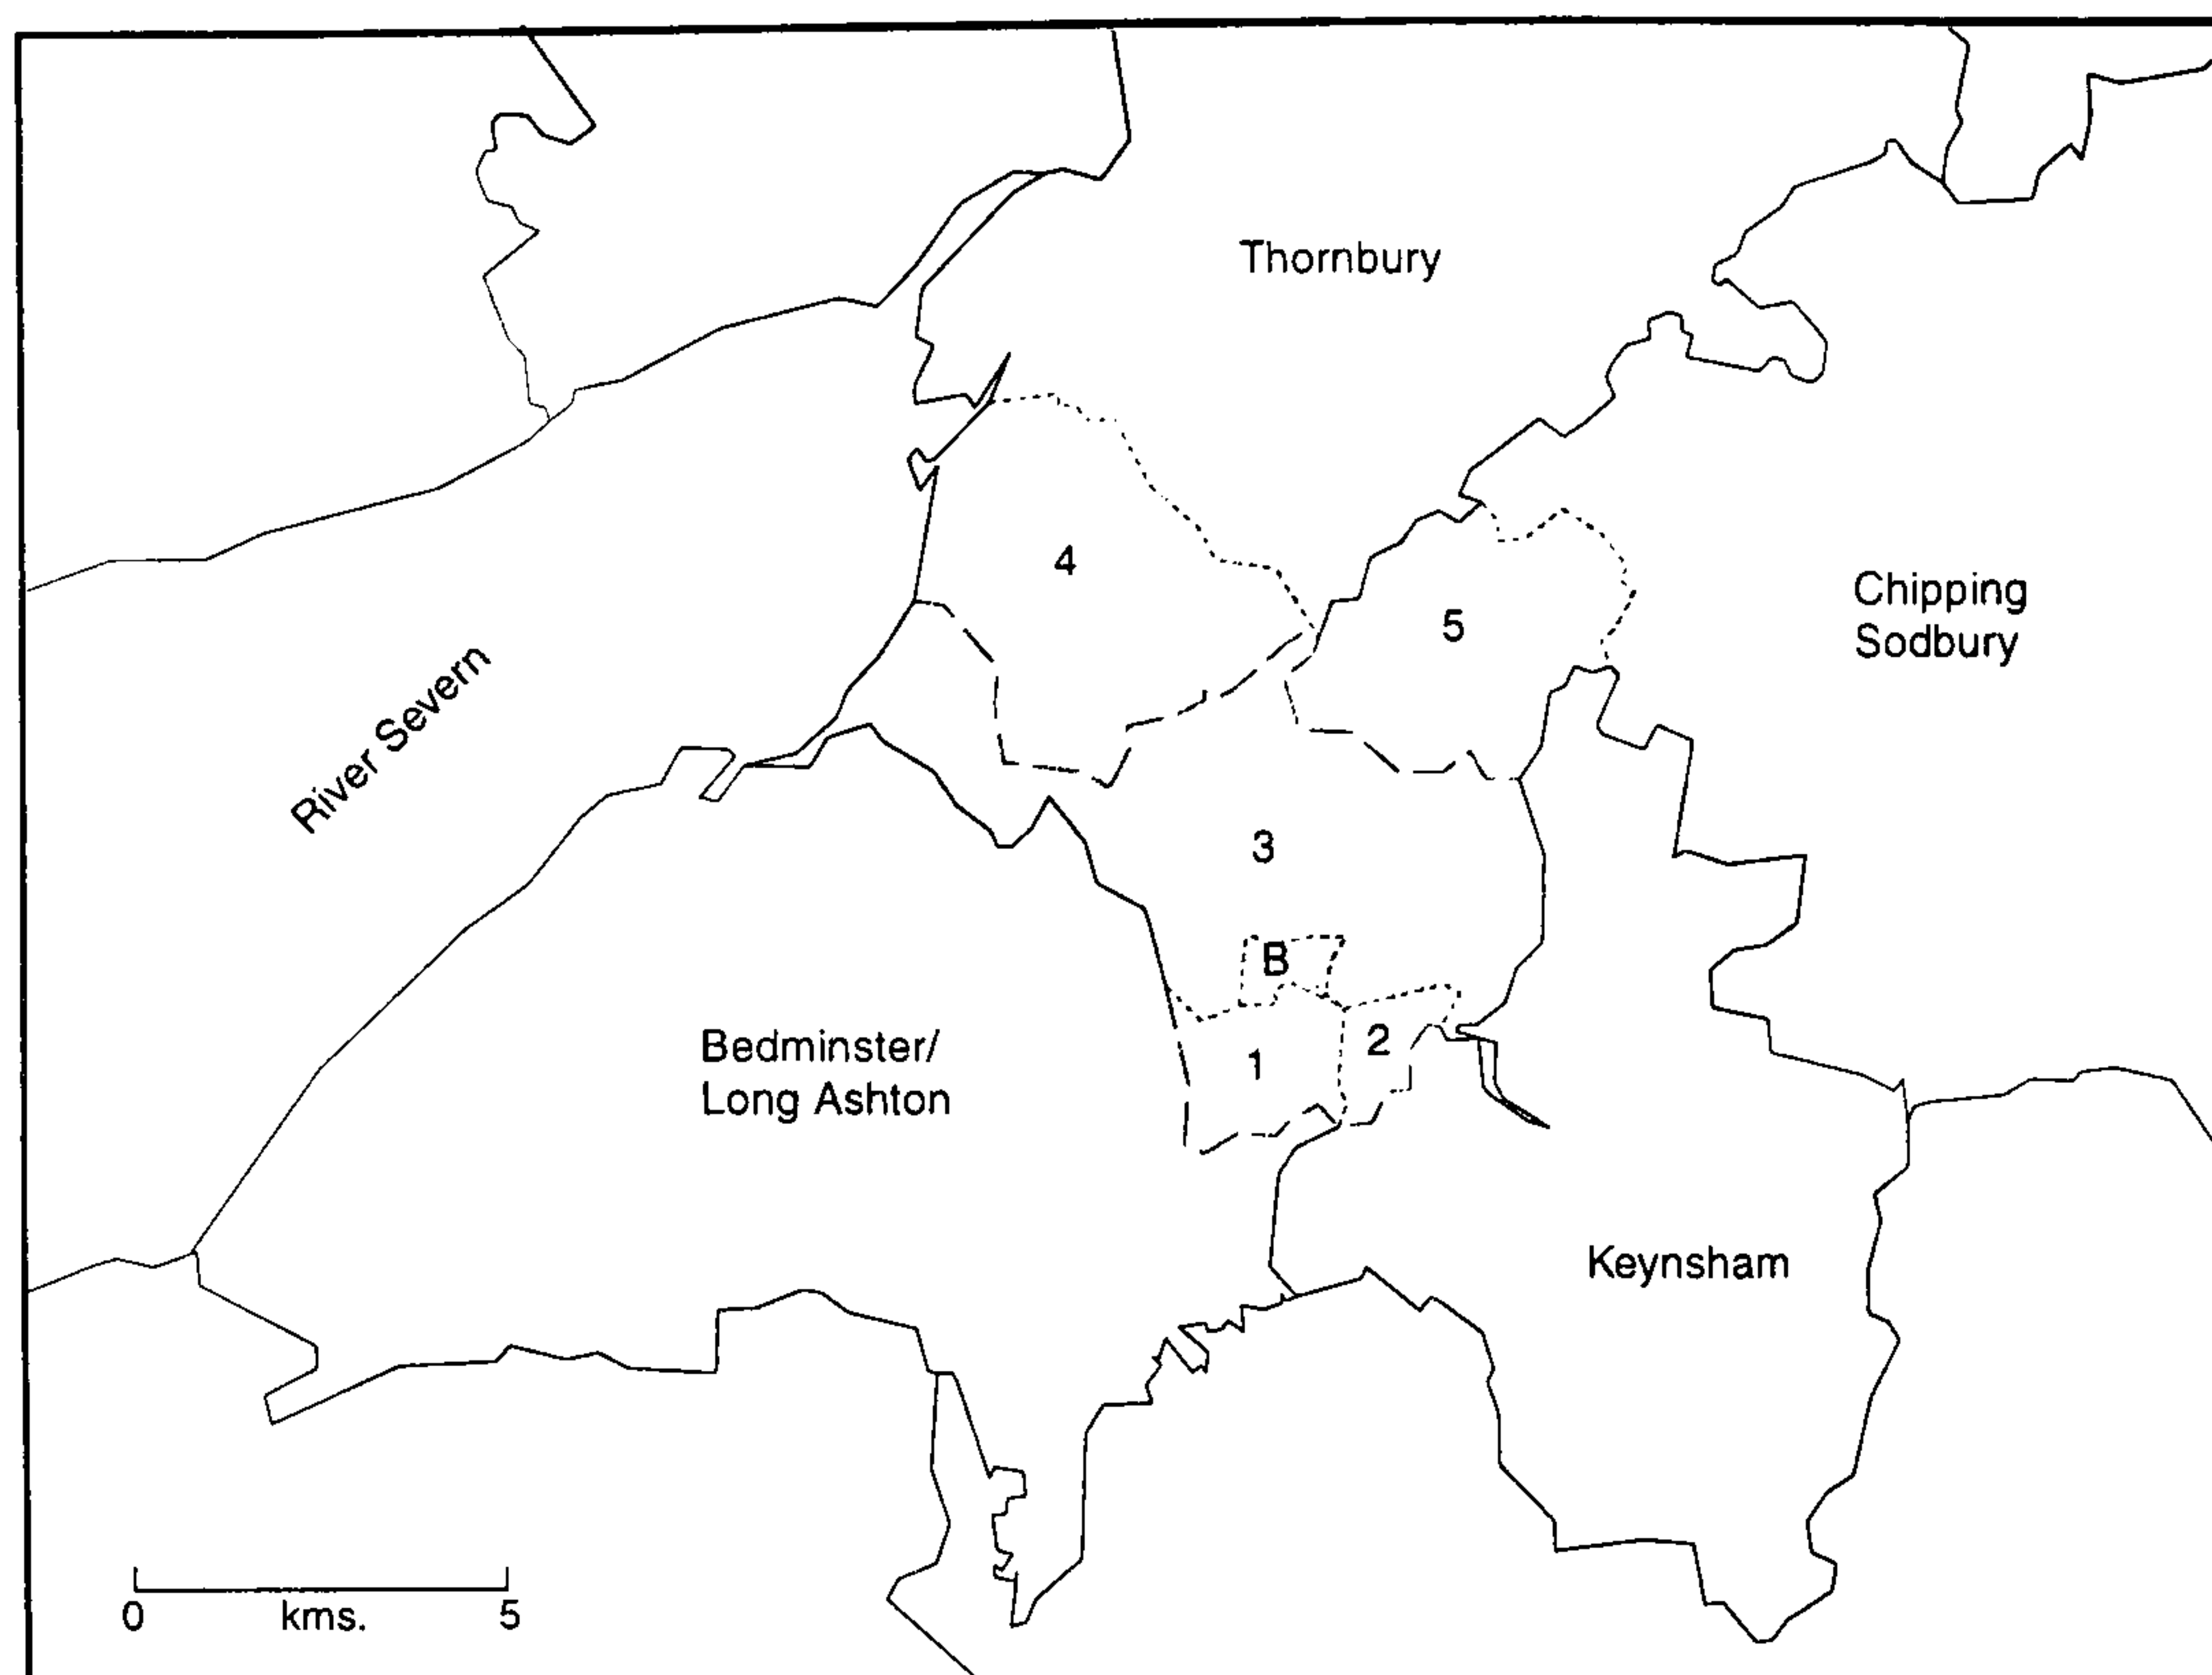 Thornbury
4
5
Chipping
Sodbury
River Severn
3
B
2
1
Bedminster/
Long Ashton
Keynsham
0 kms. 5